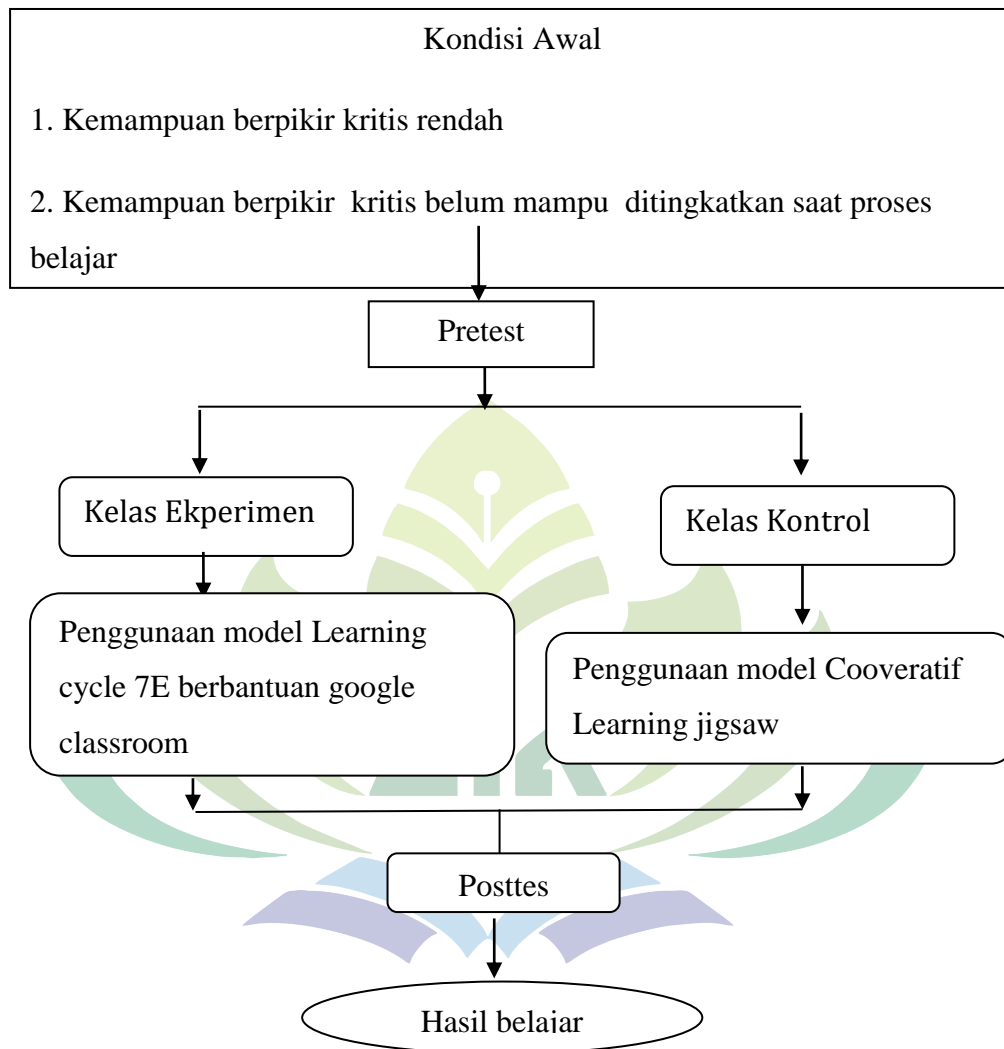 Kondisi Awal
1. Kemampuan berpikir kritis rendah
2. Kemampuan berpikir kritis belum mampu ditingkatkan saat proses
belajar
Pretest
Kelas Ekperimen
Kelas Kontrol
Penggunaan model Learning
cycle 7E berbantuan google
classroom
Penggunaan model Cooveratif
Learning jigsaw
Posttes
Hasil belajar